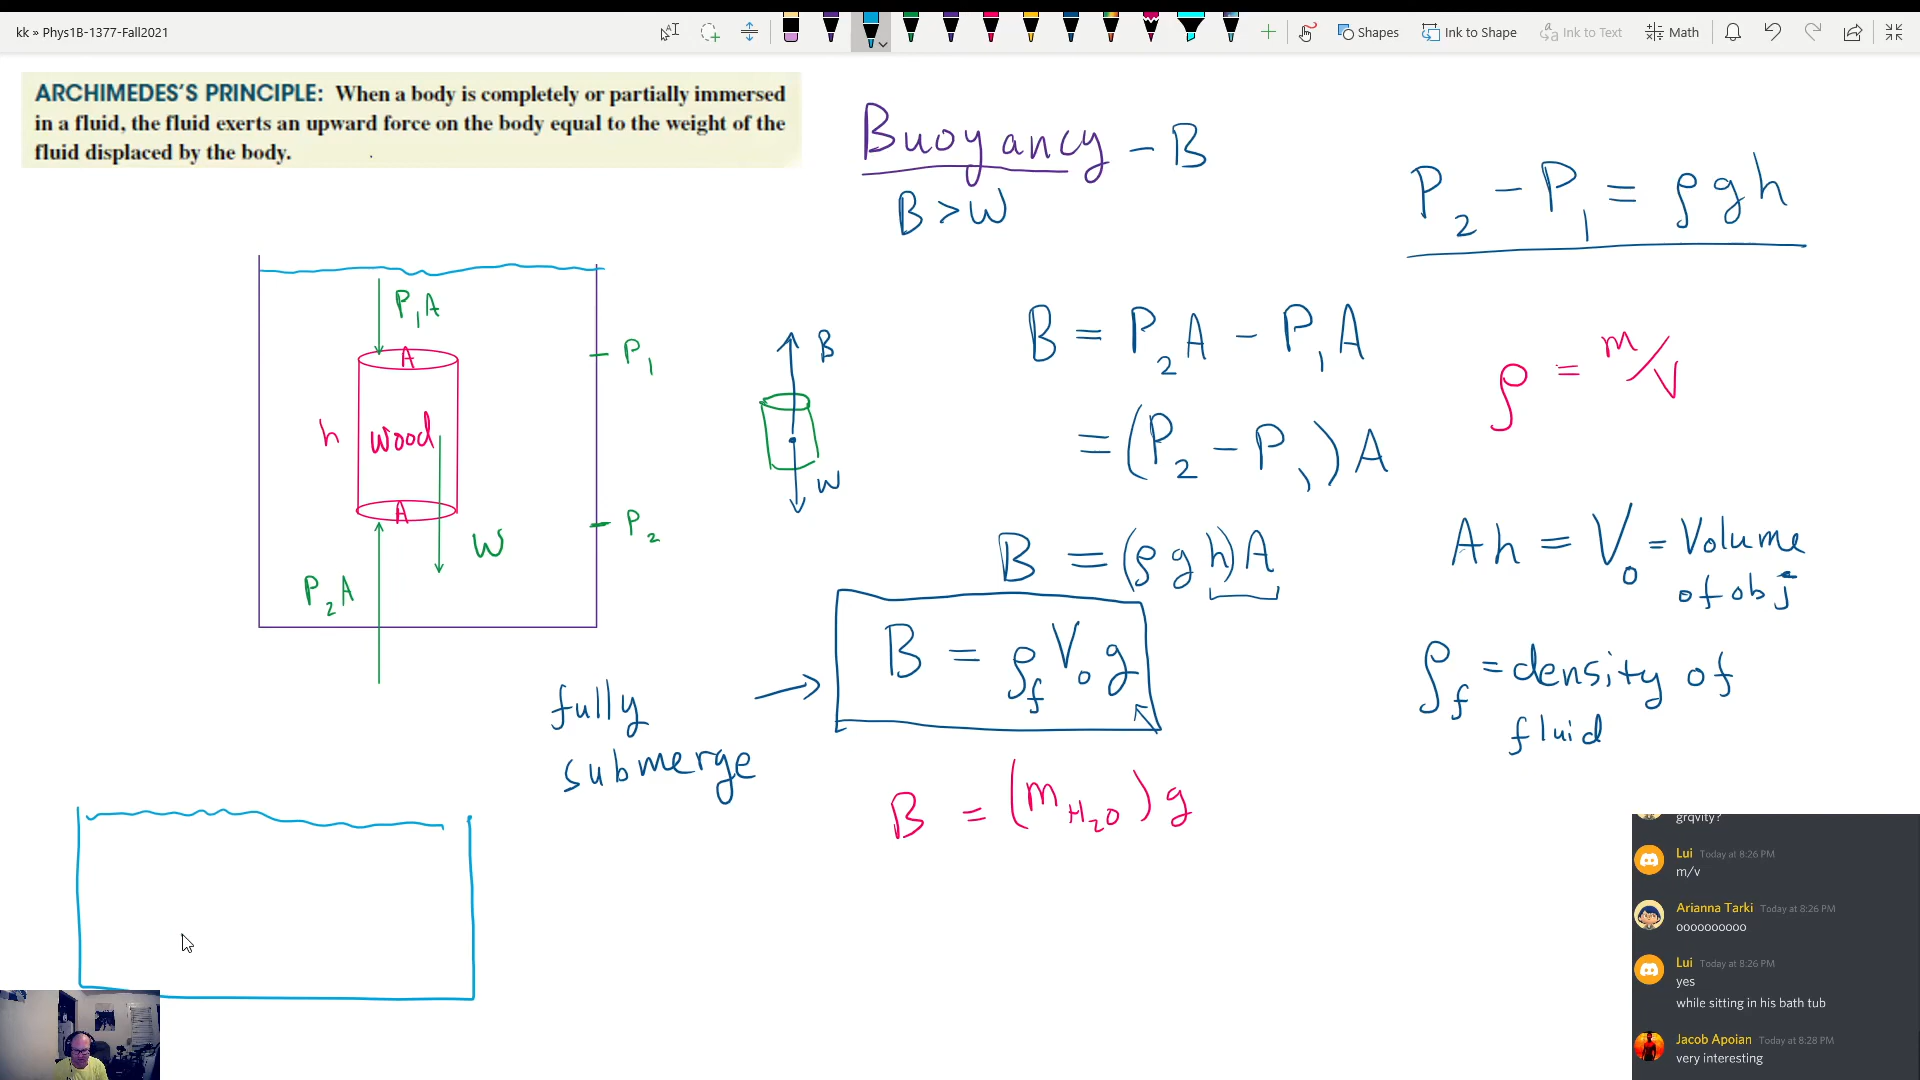 kk » Phys1B-1377-Fall2021
Shapes
Ink to Shape
Ink to Text
Math
ARCHIMEDES'S PRINCIPLE: When a body is completely or partially immersed
in a fluid, the fluid exerts an upward force on the body equal to the weight of the
fluid displaced by the body.
Buoyancy - B
B > W
P₂ - P₁ = ρgh
P₁A
A
P₁
h
wood
A
P₂
W
P₂A
B
W
B = P₂A - P₁A
= (P₂ - P₁)A
B = (ρgh)A
fully
submerge
B = ρ_f V₀ g
B = (m_H₂O) g
ρ = m/V
Ah = V₀ = Volume
of obj
ρ_f = density of
fluid
grqvity?
Lui Today at 8:26 PM
m/v
Arianna Tarki Today at 8:26 PM
oooooooooo
Lui Today at 8:26 PM
yes
while sitting in his bath tub
Jacob Apoian Today at 8:28 PM
very interesting